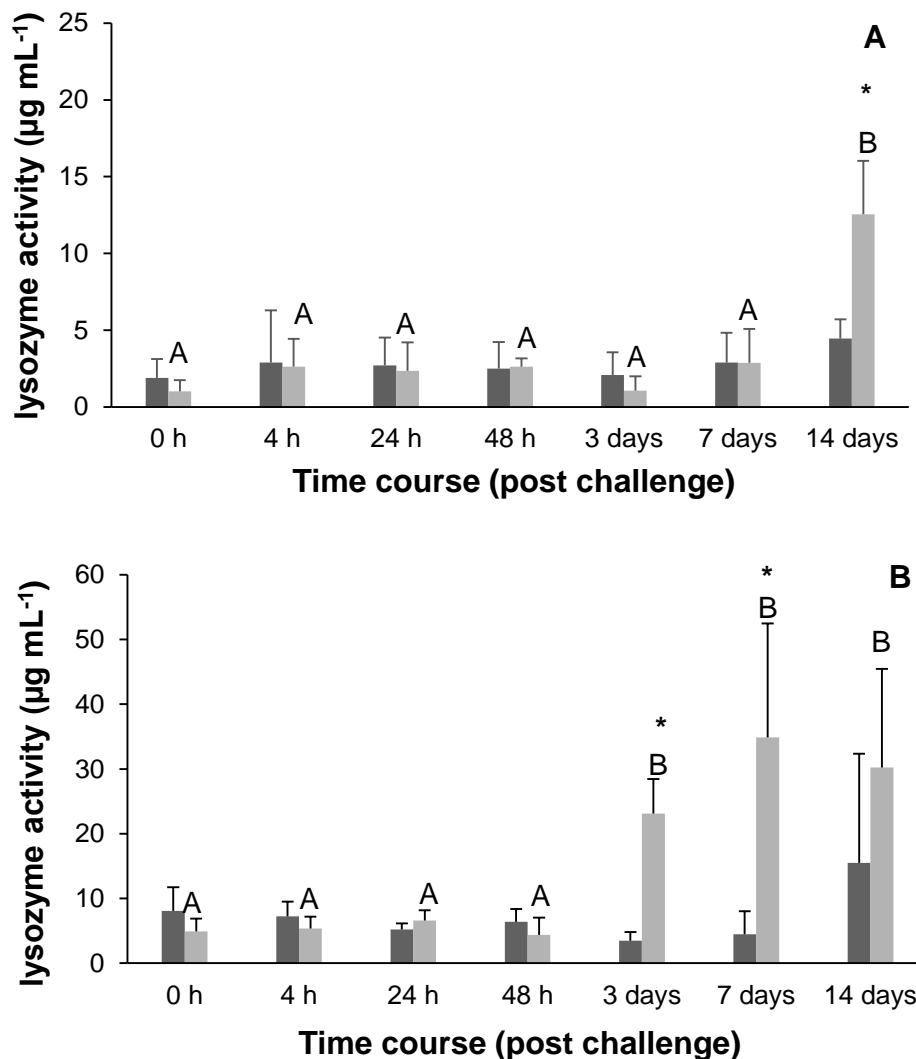 A
lysozyme activity (µg mL-1)
25
20
15
10
5
0
*
B
A
A
A
A
A
A
0 h
4 h
24 h
48 h
3 days
7 days
14 days
Time course (post challenge)
B
lysozyme activity (µg mL-1)
60
50
40
30
20
10
0
*
B
B
*
B
A
A
A
A
0 h
4 h
24 h
48 h
3 days
7 days
14 days
Time course (post challenge)